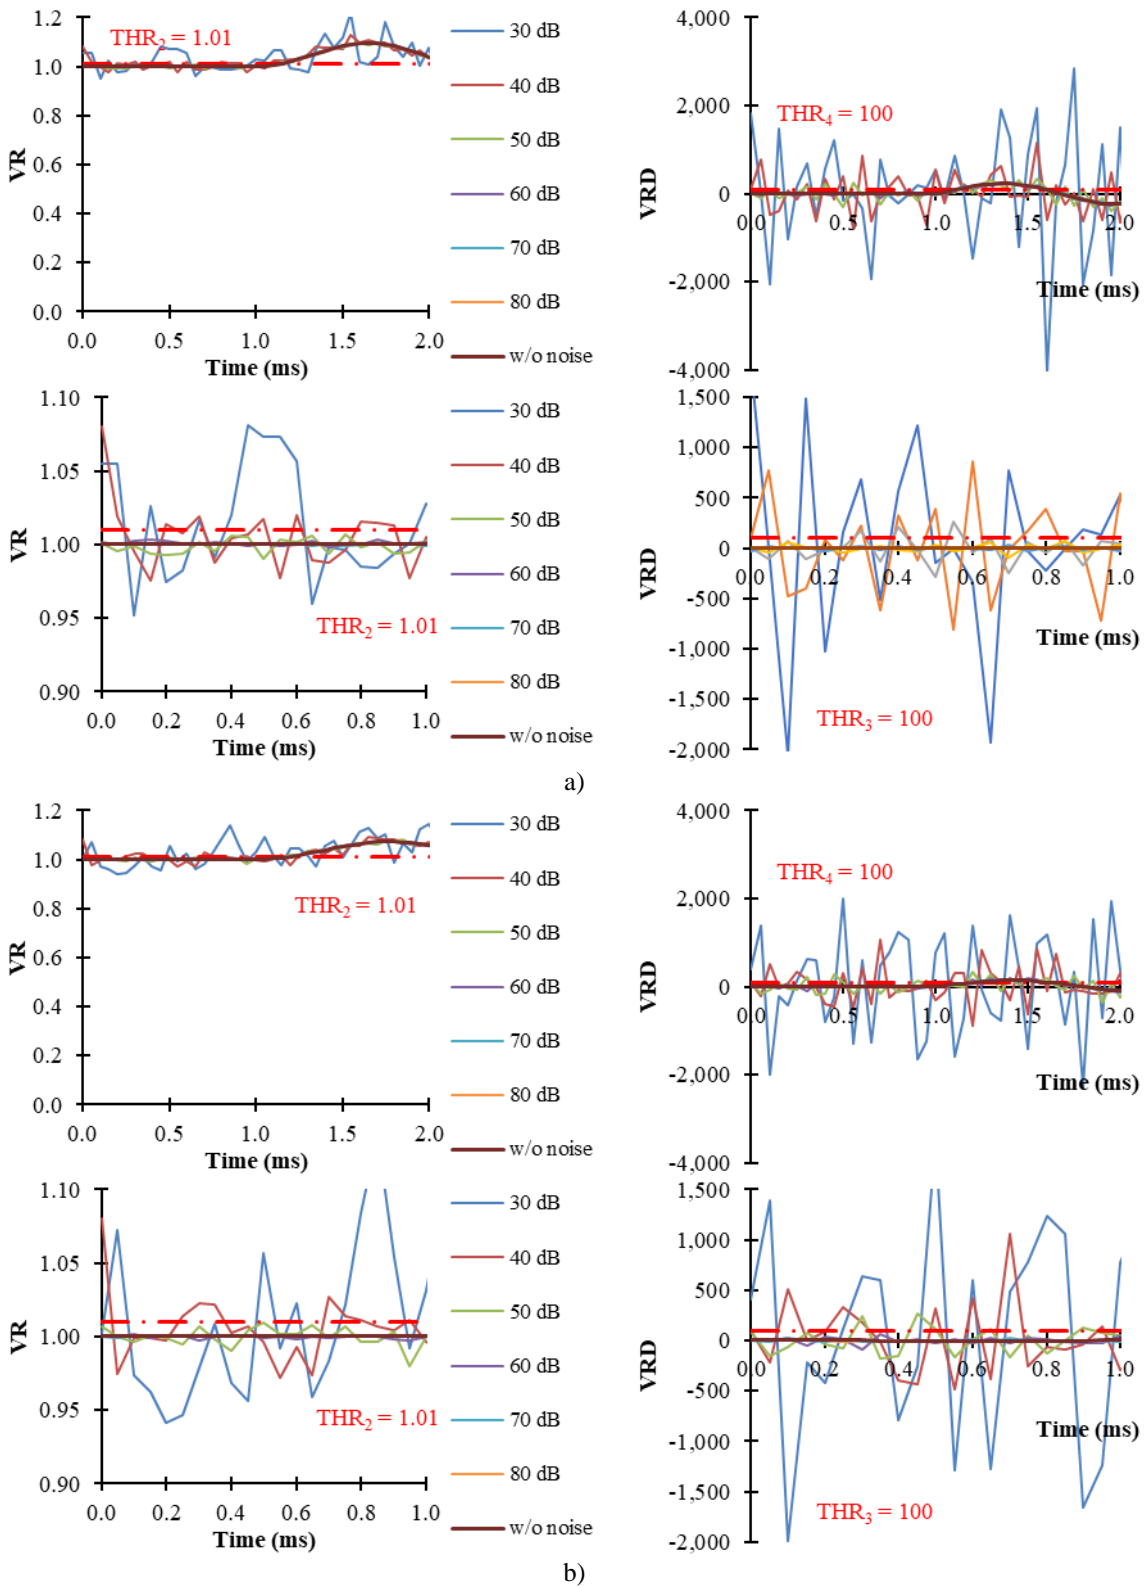 1.2
1.0
0.8
0.6
0.4
0.2
0.0
VR
THR2 = 1.01
0.0 0.5 1.0 1.5 2.0
Time (ms)
30 dB
40 dB
50 dB
60 dB
70 dB
80 dB
w/o noise
4,000
2,000
0
-2,000
-4,000
VRD
THR4 = 100
0.0 0.5 1.0 1.5 2.0
Time (ms)
1.10
1.05
1.00
0.95
0.90
VR
THR2 = 1.01
0.0 0.2 0.4 0.6 0.8 1.0
Time (ms)
30 dB
40 dB
50 dB
60 dB
70 dB
80 dB
w/o noise
1,500
1,000
500
0
-500
-1,000
-1,500
-2,000
VRD
0.0 0.2 0.4 0.6 0.8 1.0
Time (ms)
THR3 = 100
a)
1.2
1.0
0.8
0.6
0.4
0.2
0.0
VR
THR2 = 1.01
0.0 0.5 1.0 1.5 2.0
Time (ms)
30 dB
40 dB
50 dB
60 dB
70 dB
80 dB
w/o noise
4,000
2,000
0
-2,000
-4,000
VRD
THR4 = 100
0.0 0.5 1.0 1.5 2.0
Time (ms)
1.10
1.05
1.00
0.95
0.90
VR
THR2 = 1.01
0.0 0.2 0.4 0.6 0.8 1.0
Time (ms)
30 dB
40 dB
50 dB
60 dB
70 dB
80 dB
w/o noise
1,500
1,000
500
0
-500
-1,000
-1,500
-2,000
VRD
0.0 0.2 0.4 0.6 0.8 1.0
Time (ms)
THR3 = 100
b)